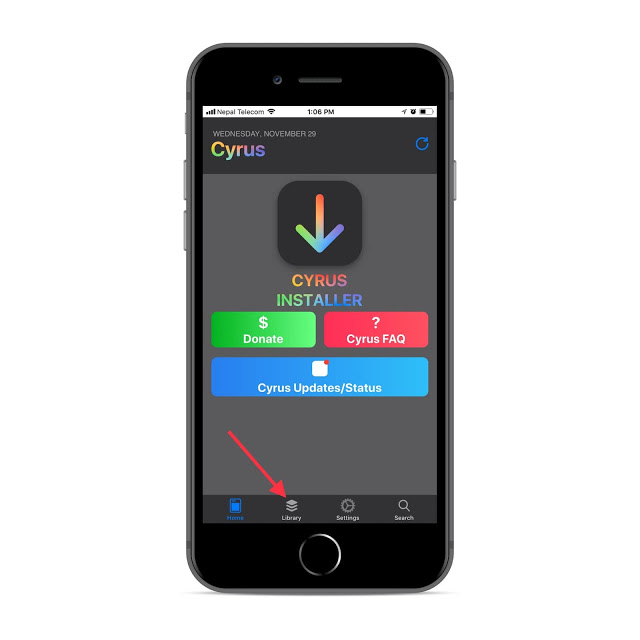 Nepal Telecom 1:06 PM
WEDNESDAY, NOVEMBER 29
Cyrus
CYRUS
INSTALLER
$ ?
Donate Cyrus FAQ
Cyrus Updates/Status
Home Library Settings Search